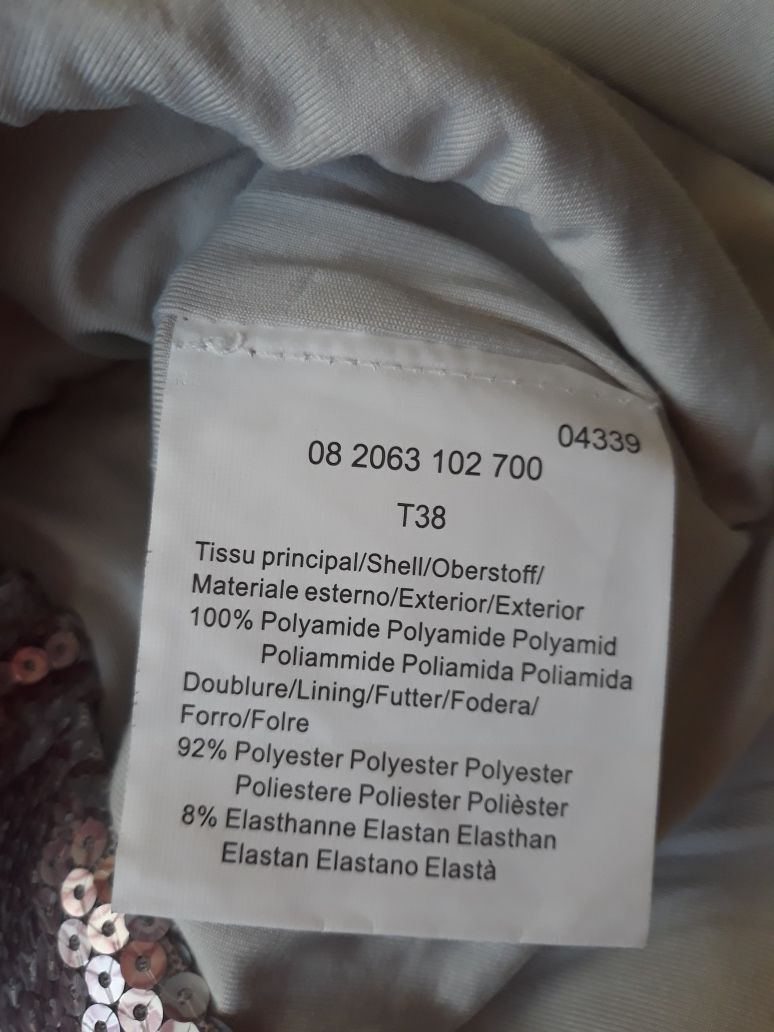 04339
08 2063 102 700
T38
Tissu principal/Shell/Oberstoff/
Materiale esterno/Exterior/Exterior
100% Polyamide Polyamide Polyamid
Poliammide Poliamida Poliamida
Doublure/Lining/Futter/Fodera/
Forro/Folre
92% Polyester Polyester Polyester
Poliestere Poliester Polièster
8% Elasthanne Elastan Elasthan
Elastan Elastano Elastà